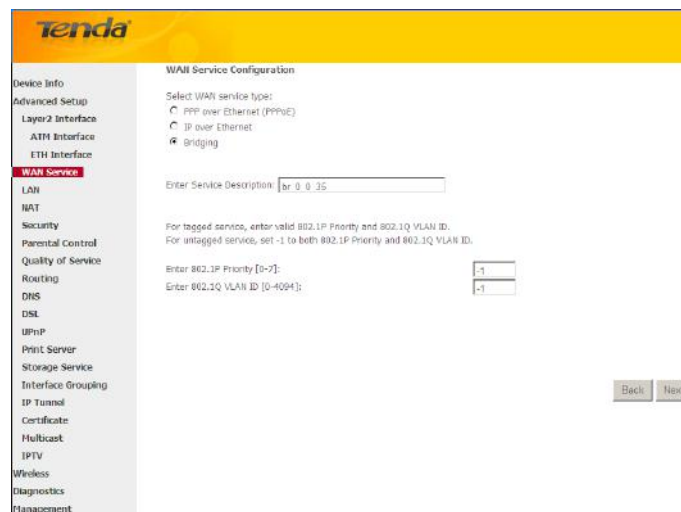 Tenda
Device Info
Advanced Setup
Layer2 Interface
ATM Interface
ETH Interface
WAN Service
LAN
NAT
Security
Parental Control
Quality of Service
Routing
DNS
DSL
UPnP
Print Server
Storage Service
Interface Grouping
IP Tunnel
Certificate
Multicast
IPTV
Wireless
Diagnostics
Management
WAN Service Configuration
Select WAN service type:
PPP over Ethernet (PPPoE)
IP over Ethernet
Bridging
Enter Service Description: br_0_0_35
For tagged service, enter valid 802.1P Priority and 802.1Q VLAN ID.
For untagged service, set -1 to both 802.1P Priority and 802.1Q VLAN ID.
Enter 802.1P Priority [0-7]: -1
Enter 802.1Q VLAN ID [0-4094]: -1
Back Nex